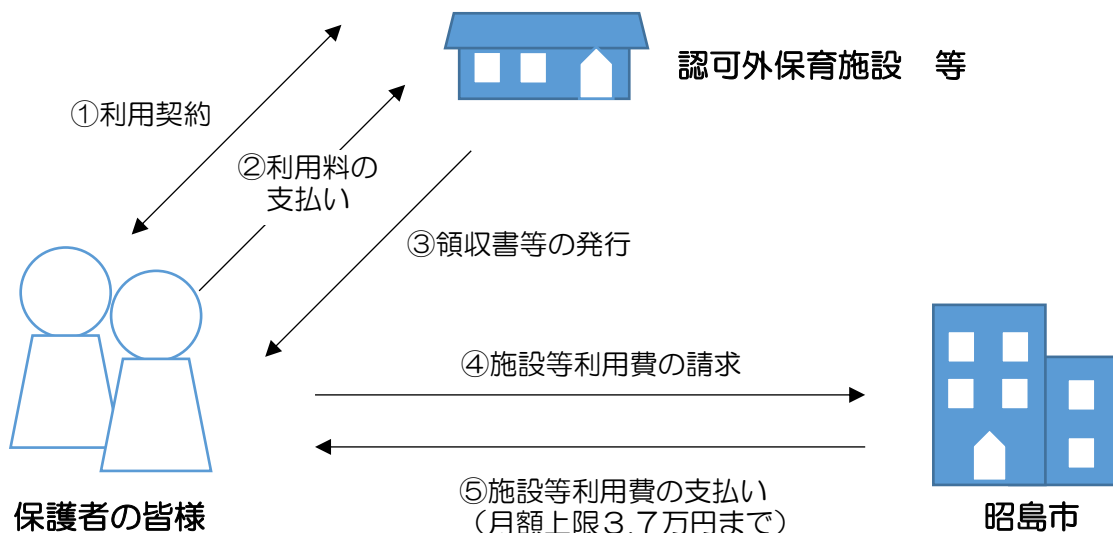 認可外保育施設　等
①利用契約
②利用料の
支払い
③領収書等の発行
④施設等利用費の請求
⑤施設等利用費の支払い
（月額上限３.７万円まで）
保護者の皆様
昭島市